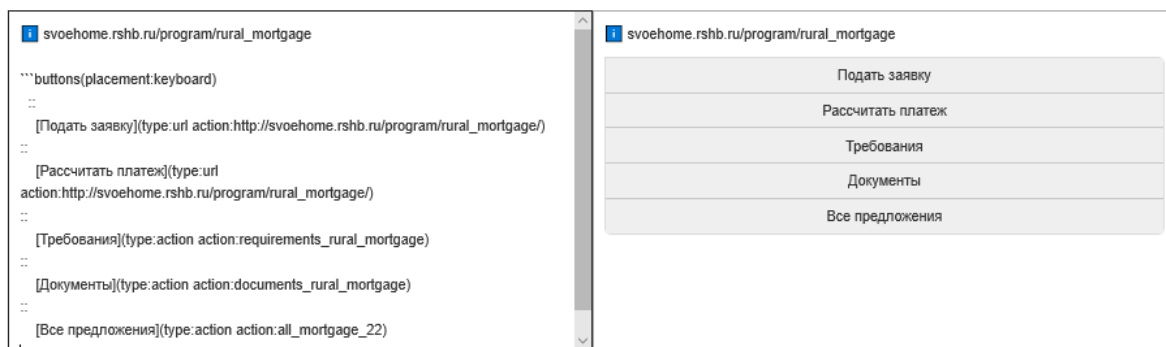 i svoehome.rshb.ru/program/rural_mortgage
```buttons(placement:keyboard)
::
[Подать заявку](type:url action:http://svoehome.rshb.ru/program/rural_mortgage/)
::
[Рассчитать платеж](type:url
action:http://svoehome.rshb.ru/program/rural_mortgage/)
::
[Требования](type:action action:requirements_rural_mortgage)
::
[Документы](type:action action:documents_rural_mortgage)
::
[Все предложения](type:action action:all_mortgage_22)
i svoehome.rshb.ru/program/rural_mortgage
Подать заявку
Рассчитать платеж
Требования
Документы
Все предложения